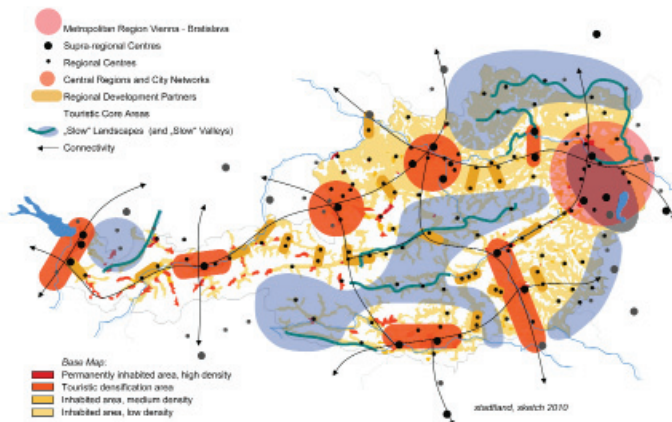 Metropolitan Region Vienna - Bratislava
Supra-regional Centres
Regional Centres
Central Regions and City Networks
Regional Development Partners
Touristic Core Areas
„Slow“ Landscapes (and „Slow“ Valleys)
Connectivity
Base Map:
Permanently inhabited area, high density
Touristic densification area
Inhabited area, medium density
Inhabited area, low density
stadtland, sketch 2010